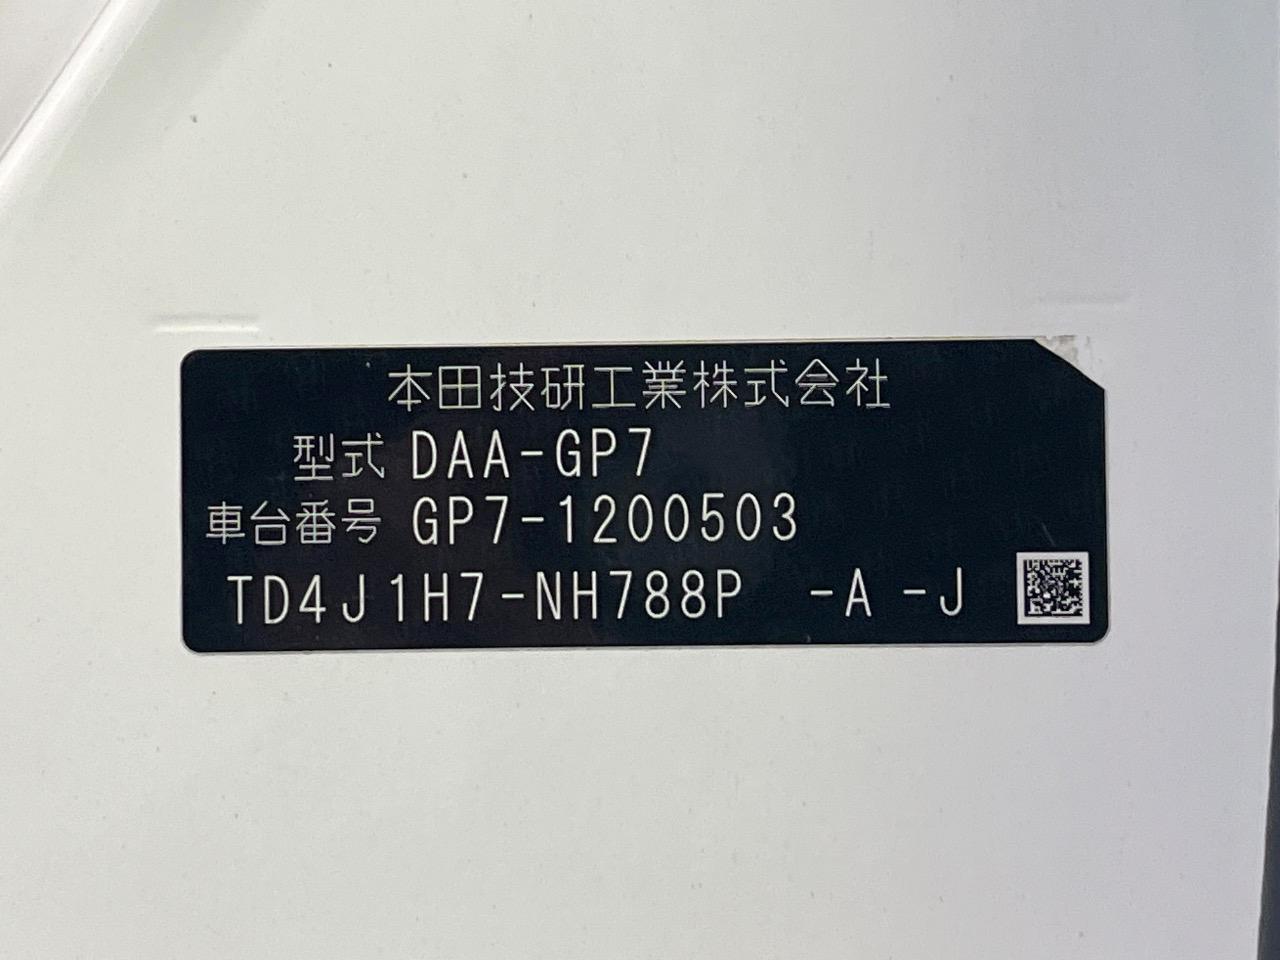 本田技研工業株式会社
型式 DAA-GP7
車台番号 GP7-1200503
TD4J1H7-NH788P -A -J